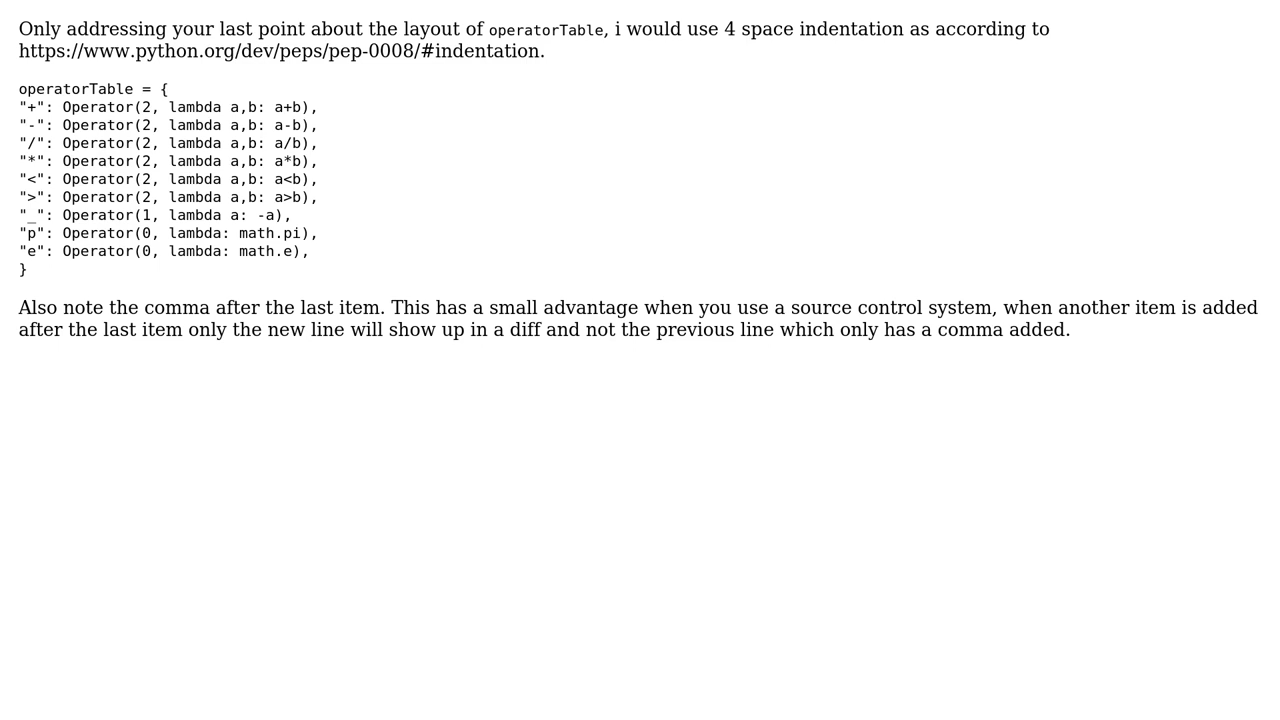 Only addressing your last point about the layout of operatorTable, i would use 4 space indentation as according to
https://www.python.org/dev/peps/pep-0008/#indentation.
operatorTable = {
"+": Operator(2, lambda a,b: a+b),
"-": Operator(2, lambda a,b: a-b),
"/": Operator(2, lambda a,b: a/b),
"*": Operator(2, lambda a,b: a*b),
"<": Operator(2, lambda a,b: a<b),
">": Operator(2, lambda a,b: a>b),
"_": Operator(1, lambda a: -a),
"p": Operator(0, lambda: math.pi),
"e": Operator(0, lambda: math.e),
}
Also note the comma after the last item. This has a small advantage when you use a source control system, when another item is added
after the last item only the new line will show up in a diff and not the previous line which only has a comma added.